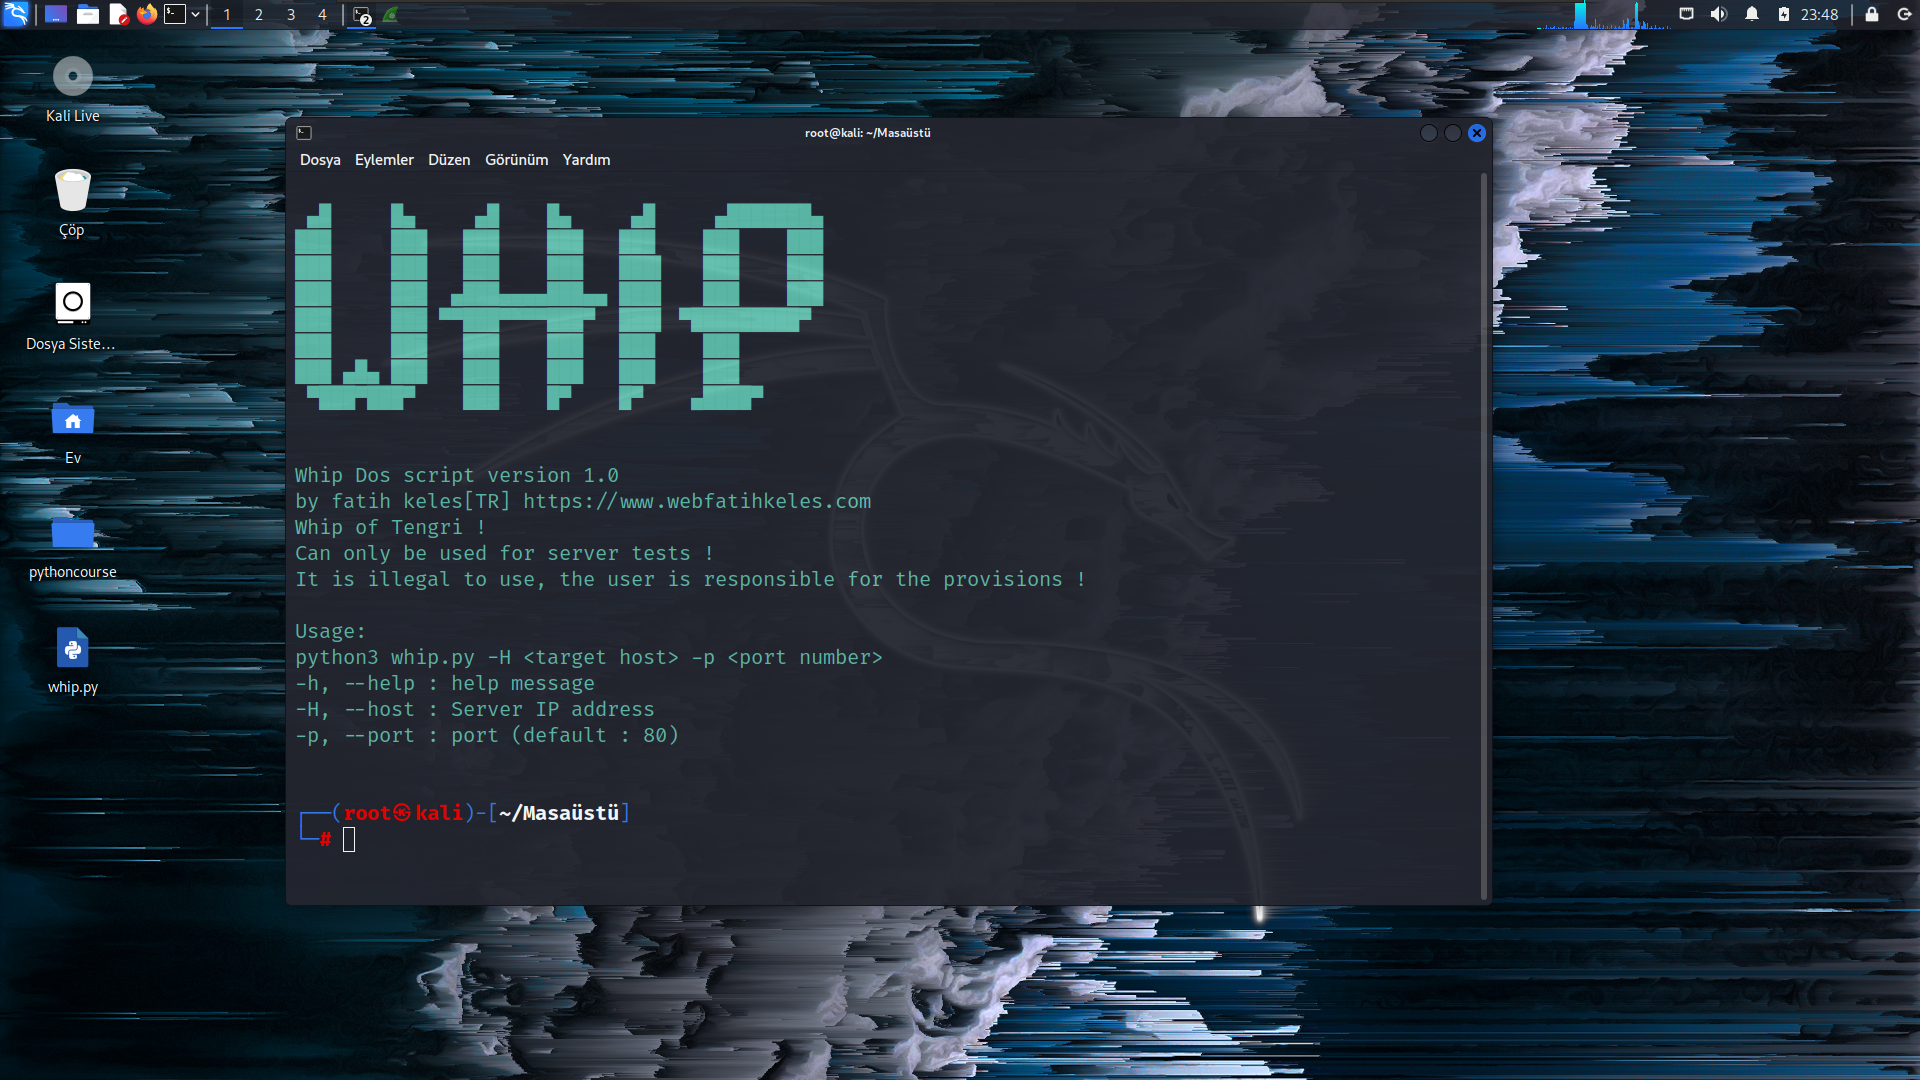 1 2 3 4 2 23:48
Kali Live
Çöp
Dosya Siste...
Ev
pythoncourse
whip.py
root@kali: ~/Masaüstü
Dosya Eylemler Düzen Görünüm Yardım
WHIP
Whip Dos script version 1.0
by fatih keles[TR] https://www.webfatihkeles.com
Whip of Tengri !
Can only be used for server tests !
It is illegal to use, the user is responsible for the provisions !
Usage:
python3 whip.py -H <target host> -p <port number>
-h, --help : help message
-H, --host : Server IP address
-p, --port : port (default : 80)
┌──(root㉿kali)-[~/Masaüstü]
└─#